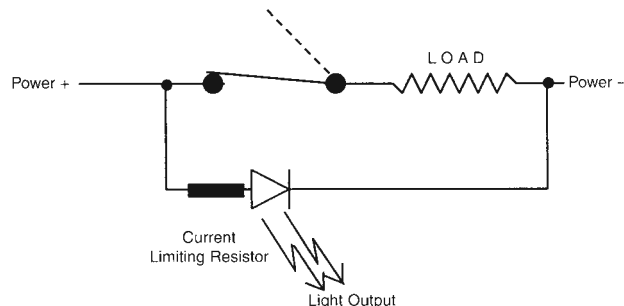 LOAD
Power +
Power –
Current
Limiting Resistor
Light Output